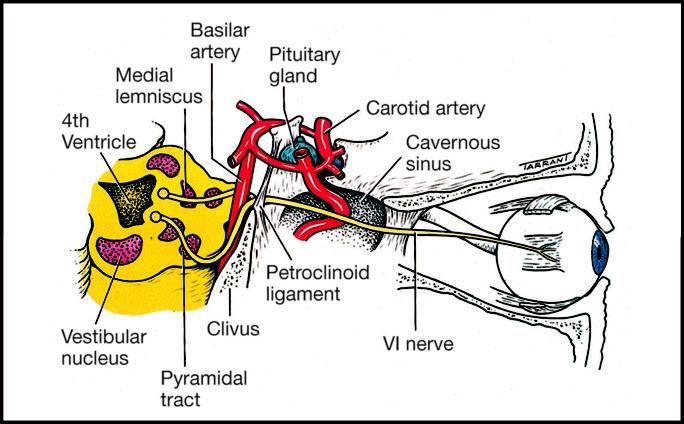 Basilar
artery
Pituitary
gland
Medial
lemniscus
Carotid artery
4th
Ventricle
Cavernous
sinus
TARRANT
Petroclinoid
ligament
Clivus
Vestibular
nucleus
VI nerve
Pyramidal
tract